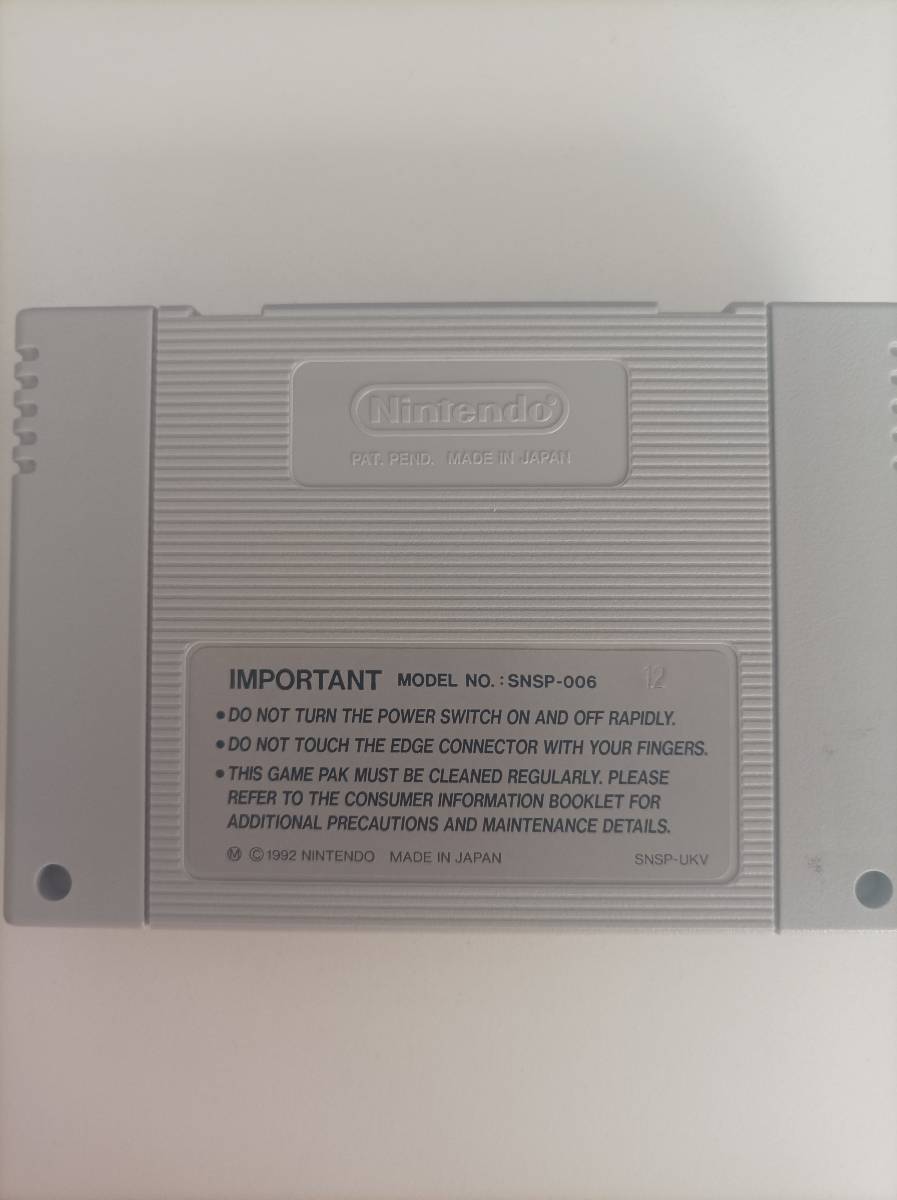 Nintendo®
PAT. PEND. MADE IN JAPAN
IMPORTANT MODEL NO.: SNSP-006 12
• DO NOT TURN THE POWER SWITCH ON AND OFF RAPIDLY.
• DO NOT TOUCH THE EDGE CONNECTOR WITH YOUR FINGERS.
• THIS GAME PAK MUST BE CLEANED REGULARLY. PLEASE
REFER TO THE CONSUMER INFORMATION BOOKLET FOR
ADDITIONAL PRECAUTIONS AND MAINTENANCE DETAILS.
Ⓜ ©1992 NINTENDO MADE IN JAPAN SNSP-UKV